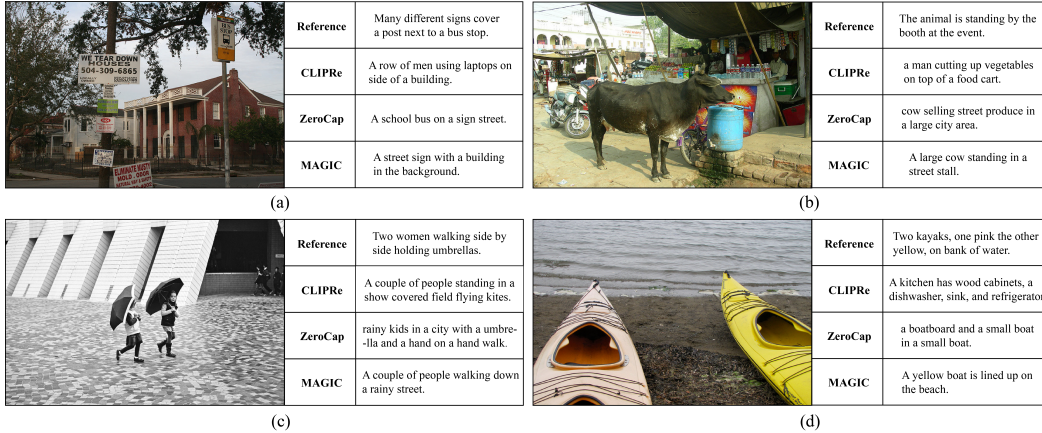 WE TEAR DOWN
HOUSES
504-309-6865
BUS
STOP
ELIMINATE MUSTY
MOLD - ODOR
Reference
Many different signs cover
a post next to a bus stop.
CLIPRe
A row of men using laptops on
side of a building.
ZeroCap
A school bus on a sign street.
MAGIC
A street sign with a building
in the background.
(a)
Reference
The animal is standing by the
booth at the event.
CLIPRe
a man cutting up vegetables
on top of a food cart.
ZeroCap
cow selling street produce in
a large city area.
MAGIC
A large cow standing in a
street stall.
(b)
Reference
Two women walking side by
side holding umbrellas.
CLIPRe
A couple of people standing in a
show covered field flying kites.
ZeroCap
rainy kids in a city with a umbre-
-lla and a hand on a hand walk.
MAGIC
A couple of people walking down
a rainy street.
(c)
Reference
Two kayaks, one pink the other
yellow, on bank of water.
CLIPRe
A kitchen has wood cabinets, a
dishwasher, sink, and refrigerator
ZeroCap
a boatboard and a small boat
in a small boat.
MAGIC
A yellow boat is lined up on
the beach.
(d)